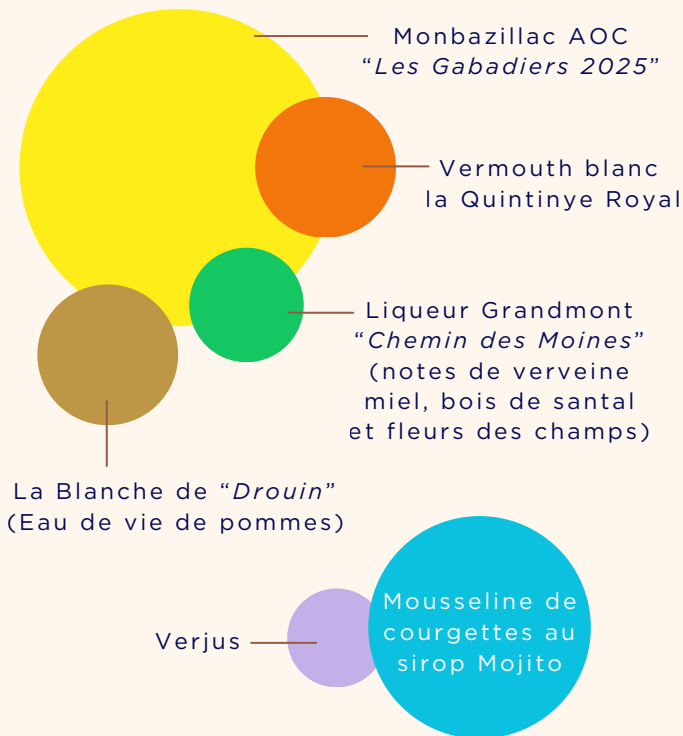 Monbazillac AOC
“Les Gabadiers 2025”
Vermouth blanc
la Quintinye Royal
Liqueur Grandmont
“Chemin des Moines”
(notes de verveine
miel, bois de santal
et fleurs des champs)
La Blanche de “Drouin”
(Eau de vie de pommes)
Mousseline de
courgettes au
sirop Mojito
Verjus